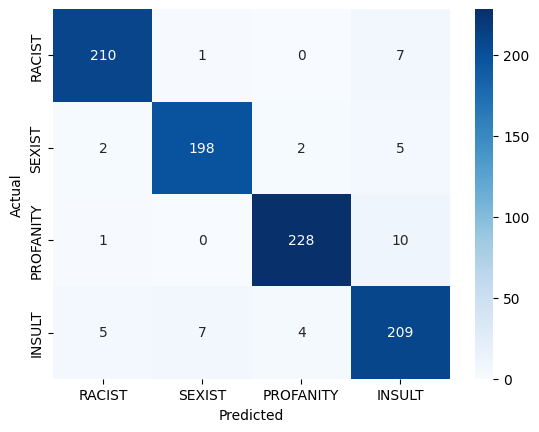 RACIST 210 1 0 7
SEXIST 2 198 2 5
PROFANITY 1 0 228 10
INSULT 5 7 4 209
RACIST SEXIST PROFANITY INSULT
Predicted
Actual
200
150
100
50
0